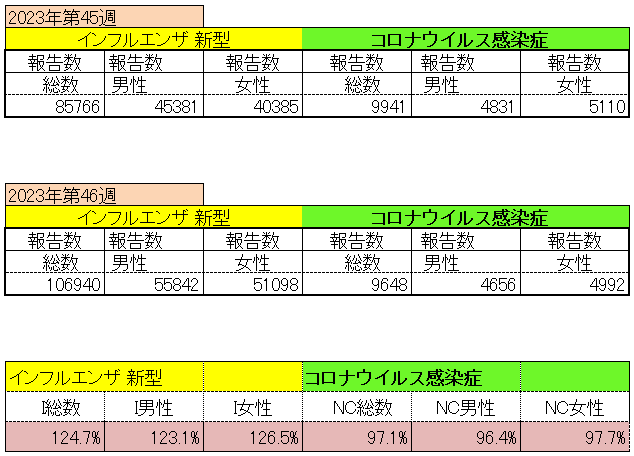 2023年第45週
インフルエンザ 新型 コロナウイルス感染症
報告数 報告数 報告数 報告数 報告数 報告数
総数 男性 女性 総数 男性 女性
85766 45381 40385 9941 4831 5110
2023年第46週
インフルエンザ 新型 コロナウイルス感染症
報告数 報告数 報告数 報告数 報告数 報告数
総数 男性 女性 総数 男性 女性
106940 55842 51098 9648 4656 4992
インフルエンザ 新型 コロナウイルス感染症
I総数 I男性 I女性 NC総数 NC男性 NC女性
124.7% 123.1% 126.5% 97.1% 96.4% 97.7%